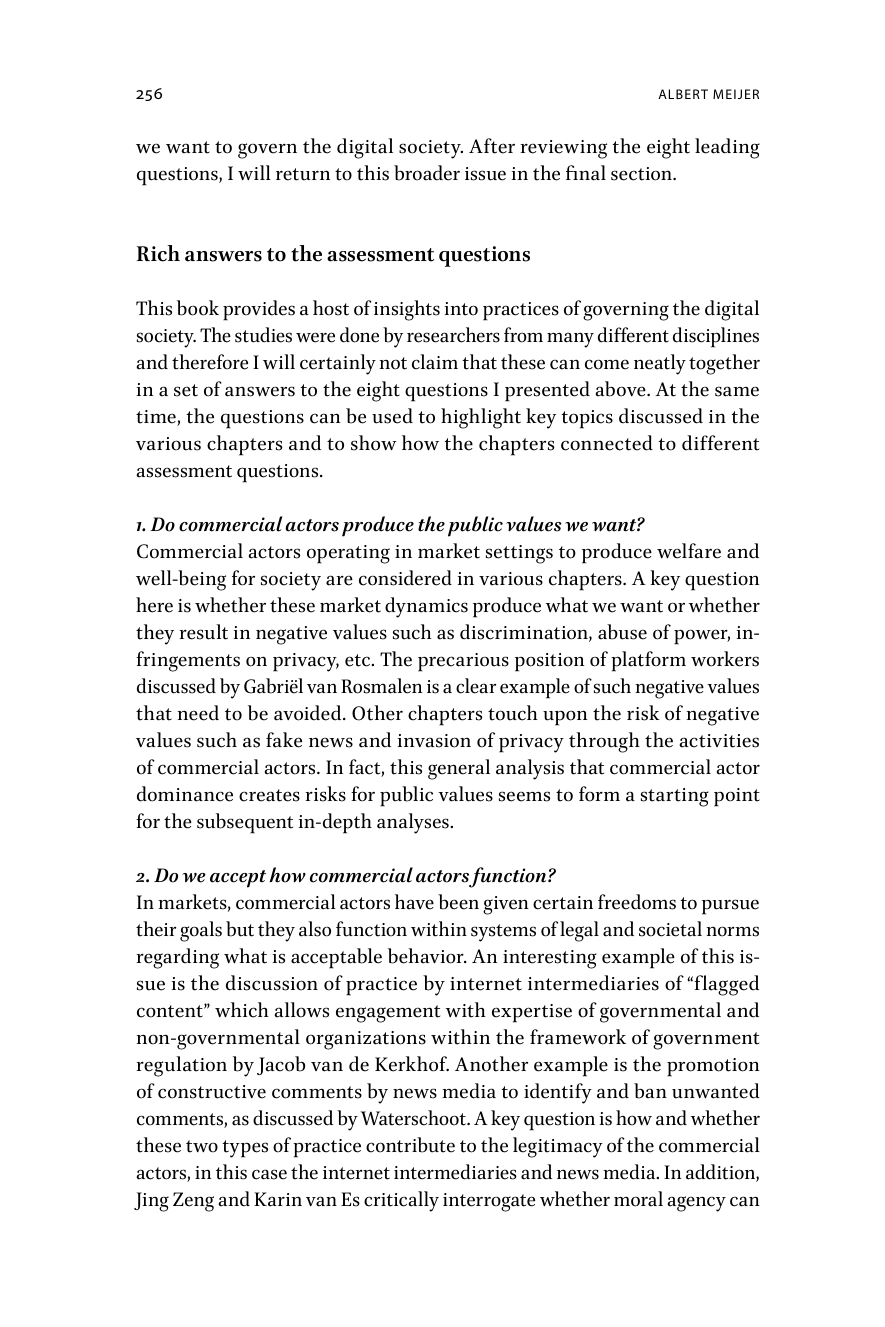 256
ALBERT MEIJER
we want to govern the digital society. After reviewing the eight leading
questions, I will return to this broader issue in the final section.
Rich answers to the assessment questions
This book provides a host of insights into practices of governing the digital
society. The studies were done by researchers from many different disciplines
and therefore I will certainly not claim that these can come neatly together
in a set of answers to the eight questions I presented above. At the same
time, the questions can be used to highlight key topics discussed in the
various chapters and to show how the chapters connected to different
assessment questions.
1. Do commercial actors produce the public values we want?
Commercial actors operating in market settings to produce welfare and
well-being for society are considered in various chapters. A key question
here is whether these market dynamics produce what we want or whether
they result in negative values such as discrimination, abuse of power, in-
fringements on privacy, etc. The precarious position of platform workers
discussed by Gabriël van Rosmalen is a clear example of such negative values
that need to be avoided. Other chapters touch upon the risk of negative
values such as fake news and invasion of privacy through the activities
of commercial actors. In fact, this general analysis that commercial actor
dominance creates risks for public values seems to form a starting point
for the subsequent in-depth analyses.
2. Do we accept how commercial actors function?
In markets, commercial actors have been given certain freedoms to pursue
their goals but they also function within systems of legal and societal norms
regarding what is acceptable behavior. An interesting example of this is-
sue is the discussion of practice by internet intermediaries of “flagged
content” which allows engagement with expertise of governmental and
non-governmental organizations within the framework of government
regulation by Jacob van de Kerkhof. Another example is the promotion
of constructive comments by news media to identify and ban unwanted
comments, as discussed by Waterschoot. A key question is how and whether
these two types of practice contribute to the legitimacy of the commercial
actors, in this case the internet intermediaries and news media. In addition,
Jing Zeng and Karin van Es critically interrogate whether moral agency can